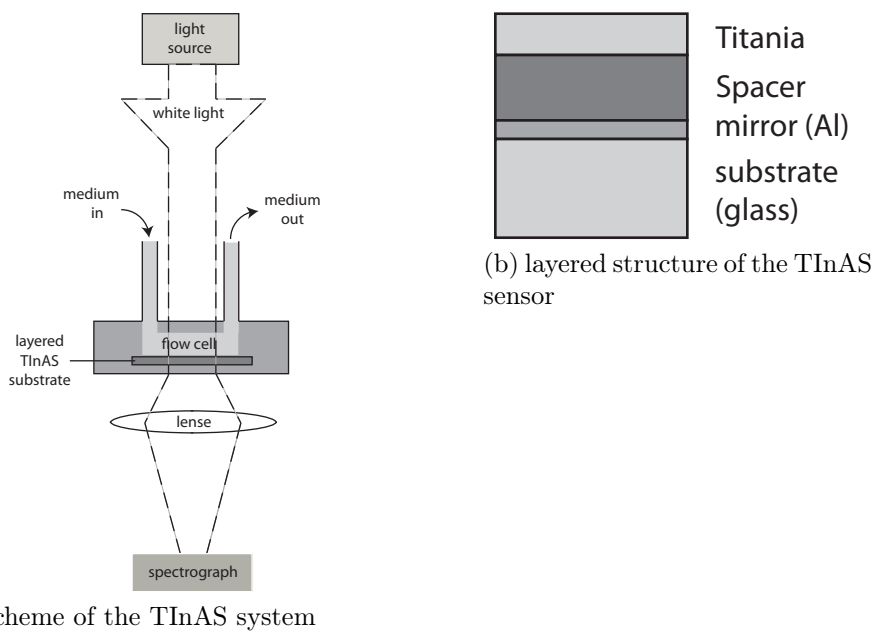 light
source
white light
medium
in
medium
out
layered
TInAS
substrate
flow cell
lense
spectrograph
cheme of the TInAS system
Titania
Spacer
mirror (Al)
substrate
(glass)
(b) layered structure of the TInAS
sensor